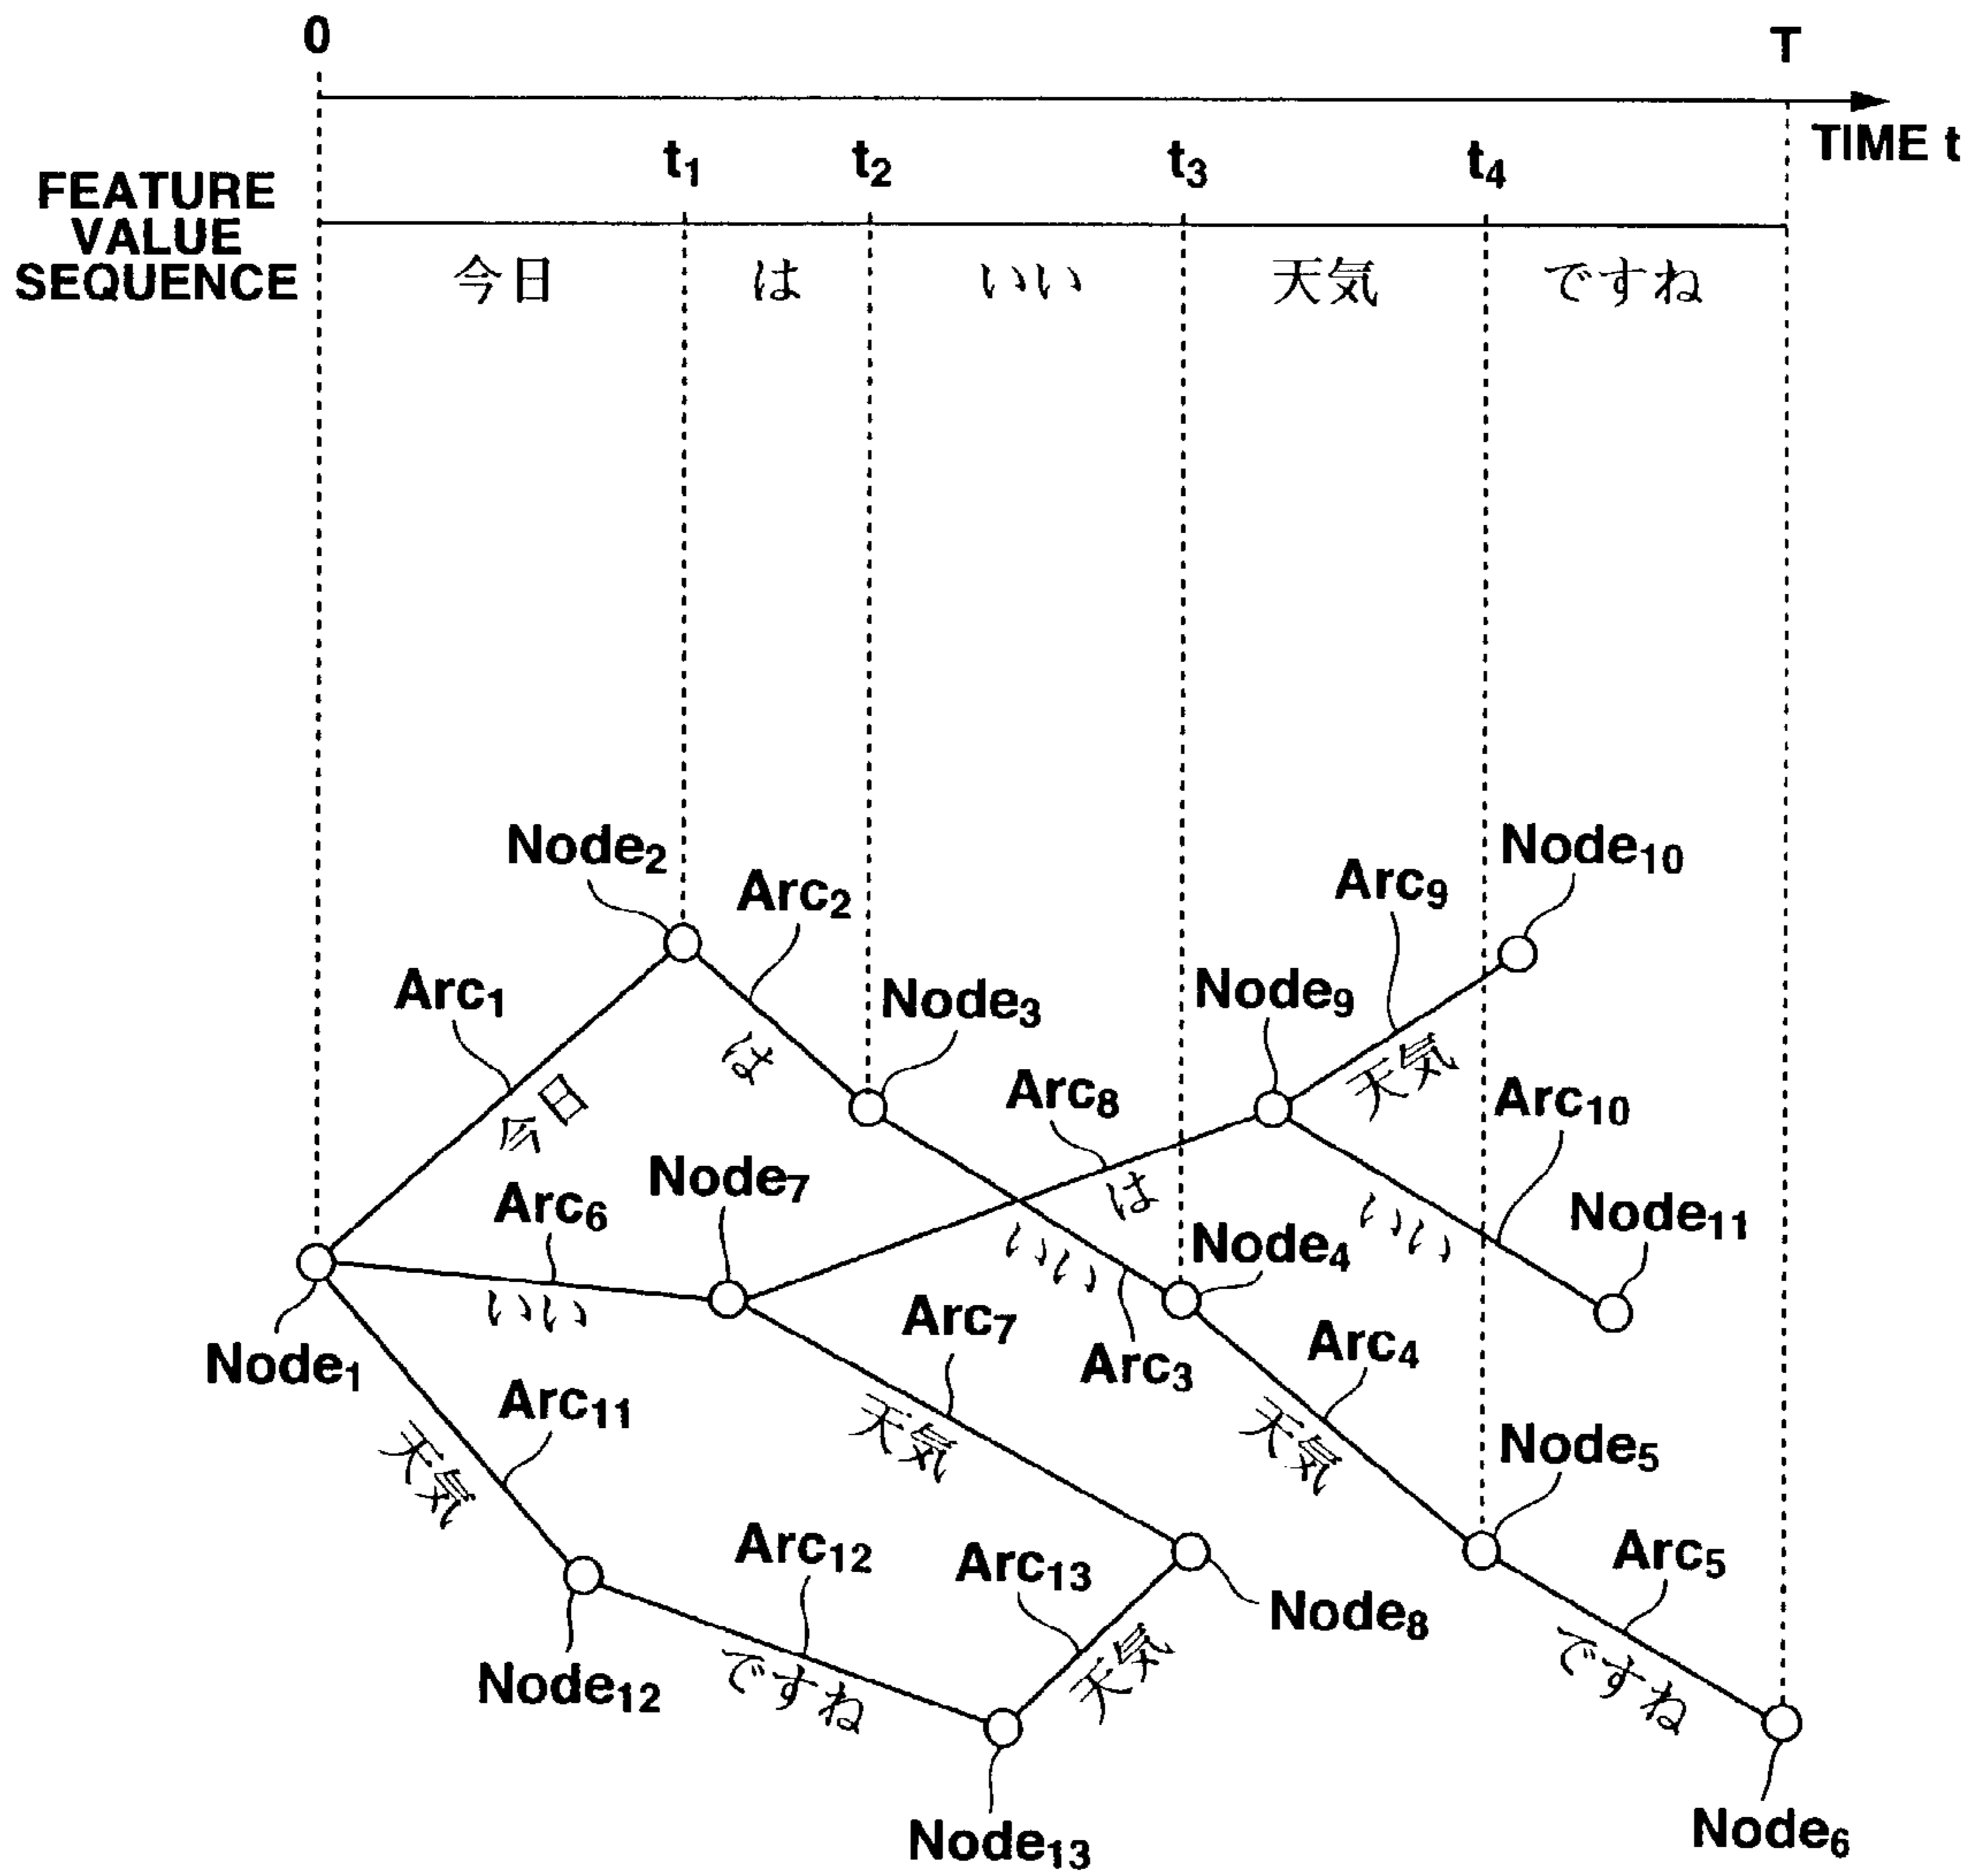 0
T
TIME t
t1 t2 t3 t4
FEATURE
VALUE
SEQUENCE
今日 は いい 天気 ですね
Node2
Node10
Arc9
Arc2
Arc1
Node3
Node9
天気
は
Arc8
Arc10
今日
Node7
は
Arc6
いい
Node11
いい
Node4
いい
Node1
Arc7
Arc3
Arc4
Arc11
天気
天気
天気
Node5
Arc12
Arc13
Arc5
Node8
天気
Node12
ですね
ですね
Node13
Node6